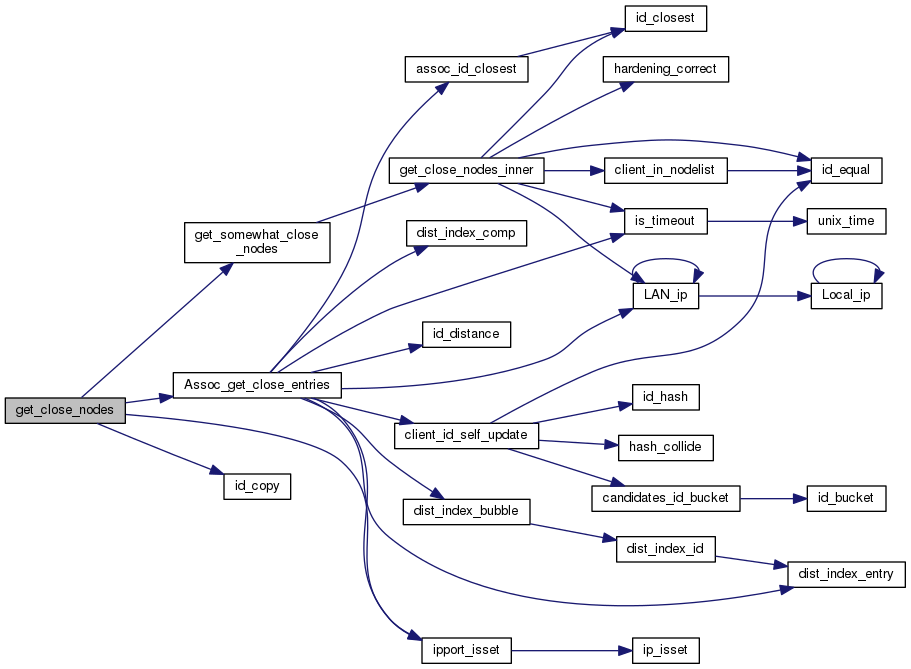 id_closest
assoc_id_closest
hardening_correct
get_close_nodes_inner
client_in_nodelist
id_equal
get_somewhat_close
_nodes
dist_index_comp
is_timeout
unix_time
LAN_ip
Local_ip
id_distance
Assoc_get_close_entries
get_close_nodes
id_hash
client_id_self_update
hash_collide
id_copy
candidates_id_bucket
id_bucket
dist_index_bubble
dist_index_id
dist_index_entry
ipport_isset
ip_isset